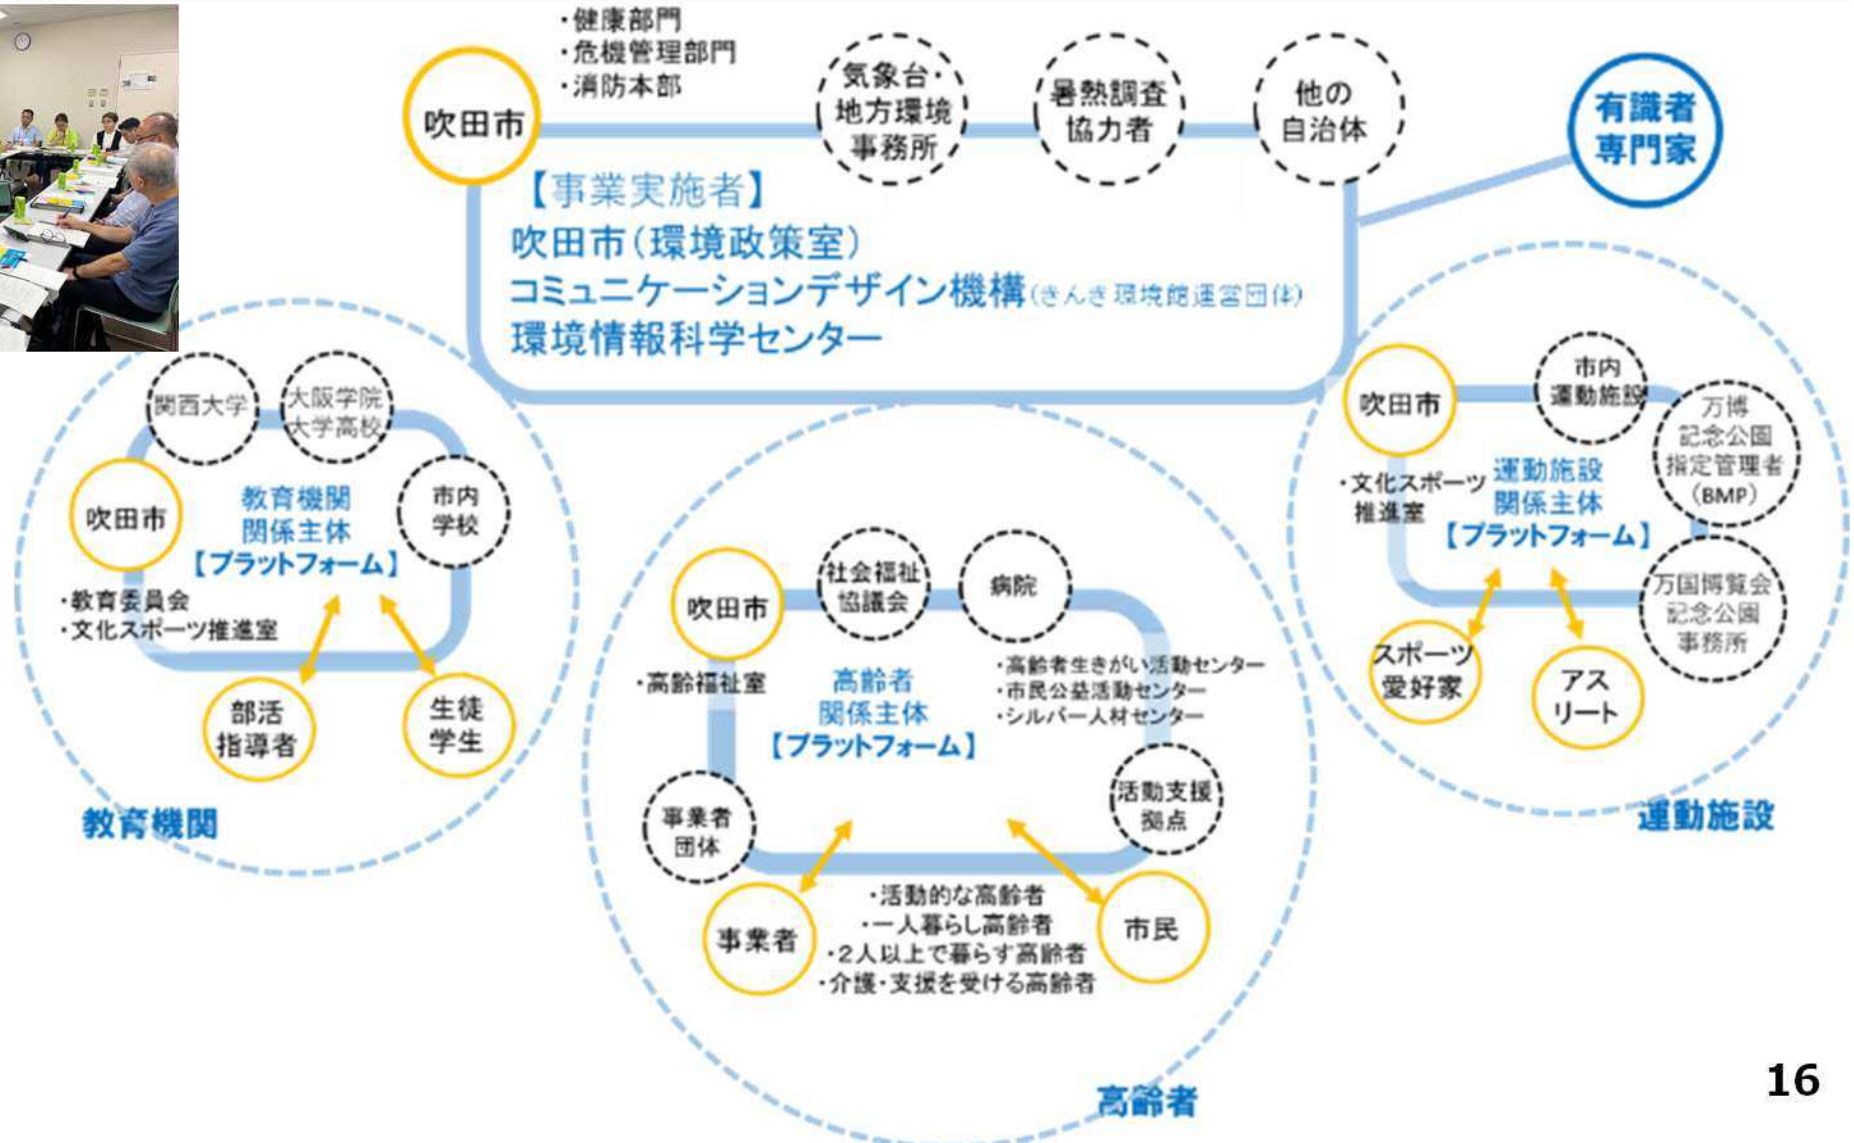 ・健康部門
・危機管理部門
・消防本部
吹田市
気象台・
地方環境
事務所
暑熱調査
協力者
他の
自治体
有識者
専門家
【事業実施者】
吹田市(環境政策室)
コミュニケーションデザイン機構(きんき環境館運営団体)
環境情報科学センター
関西大学
大阪学院
大学高校
吹田市
教育機関
関係主体
【プラットフォーム】
市内
学校
・教育委員会
・文化スポーツ推進室
部活
指導者
生徒
学生
教育機関
吹田市
社会福祉
協議会
病院
・高齢福祉室
高齢者
関係主体
【プラットフォーム】
・高齢者生きがい活動センター
・市民公益活動センター
・シルバー人材センター
事業者
団体
活動支援
拠点
事業者
・活動的な高齢者
・一人暮らし高齢者
・2人以上で暮らす高齢者
・介護・支援を受ける高齢者
市民
高齢者
吹田市
市内
運動施設
万博
記念公園
指定管理者
(BMP)
・文化スポーツ
推進室
運動施設
関係主体
【プラットフォーム】
万国博覧会
記念公園
事務所
スポーツ
愛好家
アス
リート
運動施設
16